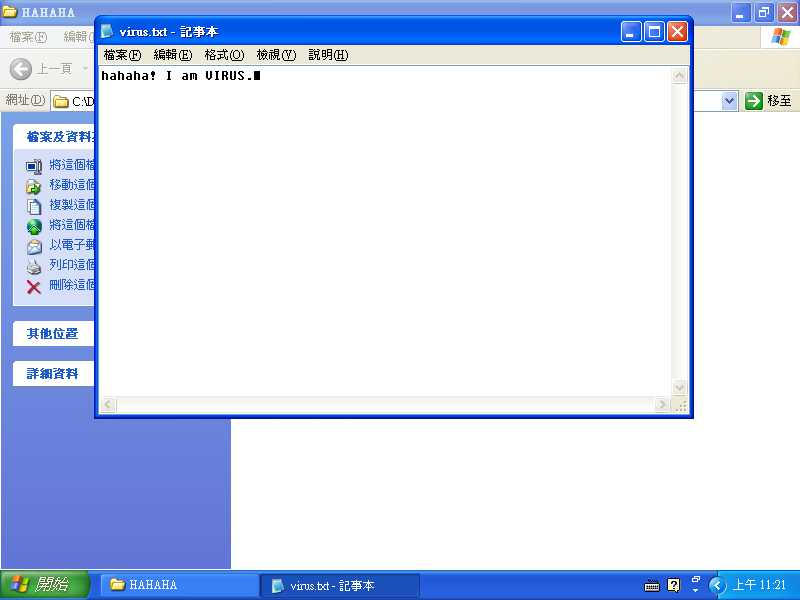 HAHAHA
檔案(F) 編輯(
virus.txt - 記事本
檔案(F) 編輯(E) 格式(O) 檢視(V) 說明(H)
hahaha! I am VIRUS.
上一頁
網址(D) C:\D
移至
檔案及資料
將這個檔
移動這個
複製這個
將這個檔
以電子郵
列印這個
刪除這個
其他位置
詳細資料
開始 HAHAHA virus.txt - 記事本 上午 11:21